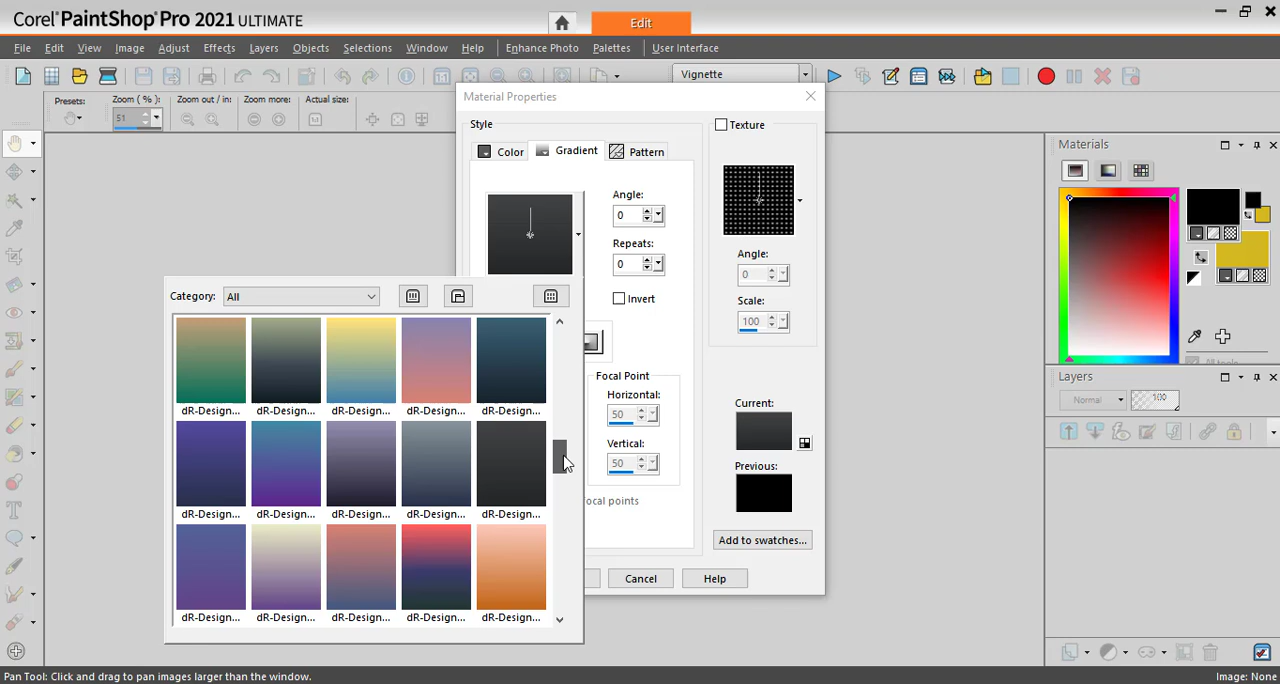 Corel® PaintShop® Pro 2021 ULTIMATE
Edit
File Edit View Image Adjust Effects Layers Objects Selections Window Help Enhance Photo Palettes User Interface
Vignette
Presets: Zoom ( % ): Zoom out / in: Zoom more: Actual size:
51
Material Properties
Style
Color Gradient Pattern
Angle:
0
Repeats:
0
Invert
Focal Point
Horizontal:
50
Vertical:
50
ocal points
Texture
Angle:
0
Scale:
100
Current:
Previous:
Add to swatches...
Cancel Help
Category: All
dR-Design... dR-Design... dR-Design... dR-Design... dR-Design...
dR-Design... dR-Design... dR-Design... dR-Design... dR-Design...
dR-Design... dR-Design... dR-Design... dR-Design... dR-Design...
Materials
All tools
Layers
Normal 100
Pan Tool: Click and drag to pan images larger than the window.
Image: None